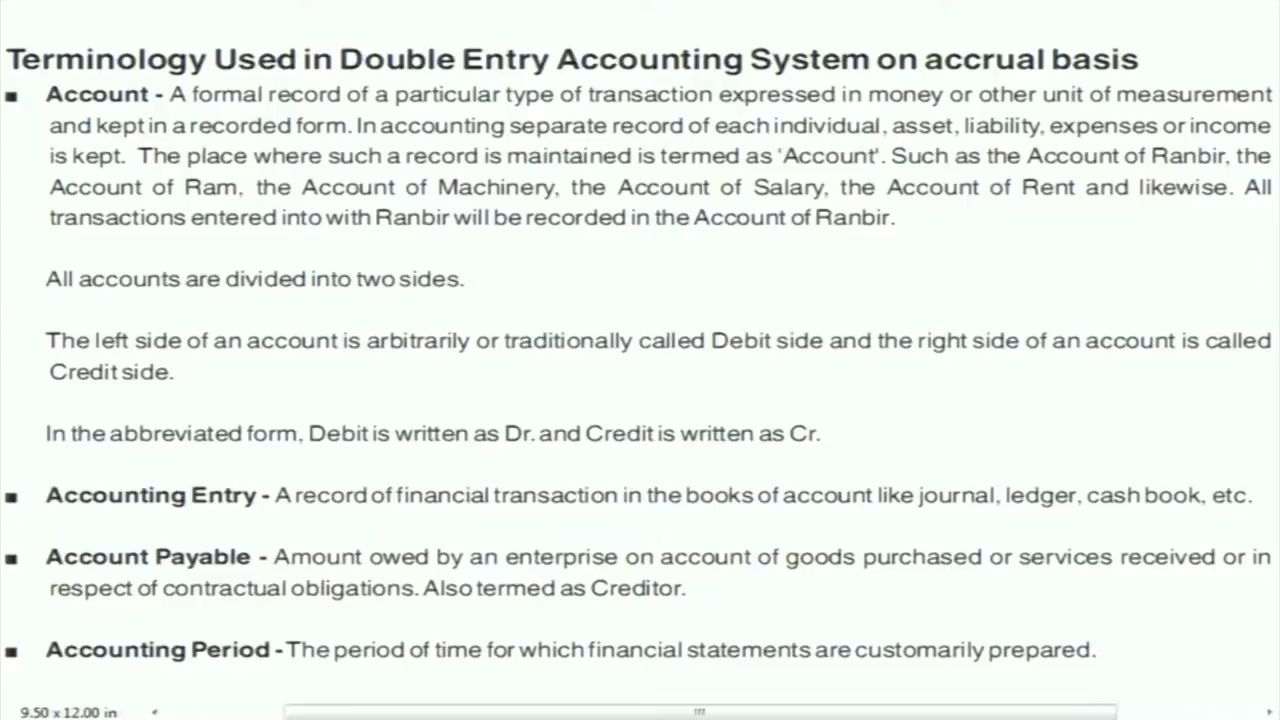 Terminology Used in Double Entry Accounting System on accrual basis
▪ Account - A formal record of a particular type of transaction expressed in money or other unit of measurement
and kept in a recorded form. In accounting separate record of each individual, asset, liability, expenses or income
is kept. The place where such a record is maintained is termed as 'Account'. Such as the Account of Ranbir, the
Account of Ram, the Account of Machinery, the Account of Salary, the Account of Rent and likewise. All
transactions entered into with Ranbir will be recorded in the Account of Ranbir.
All accounts are divided into two sides.
The left side of an account is arbitrarily or traditionally called Debit side and the right side of an account is called
Credit side.
In the abbreviated form, Debit is written as Dr. and Credit is written as Cr.
▪ Accounting Entry - A record of financial transaction in the books of account like journal, ledger, cash book, etc.
▪ Account Payable - Amount owed by an enterprise on account of goods purchased or services received or in
respect of contractual obligations. Also termed as Creditor.
▪ Accounting Period - The period of time for which financial statements are customarily prepared.
9.50 x 12.00 in